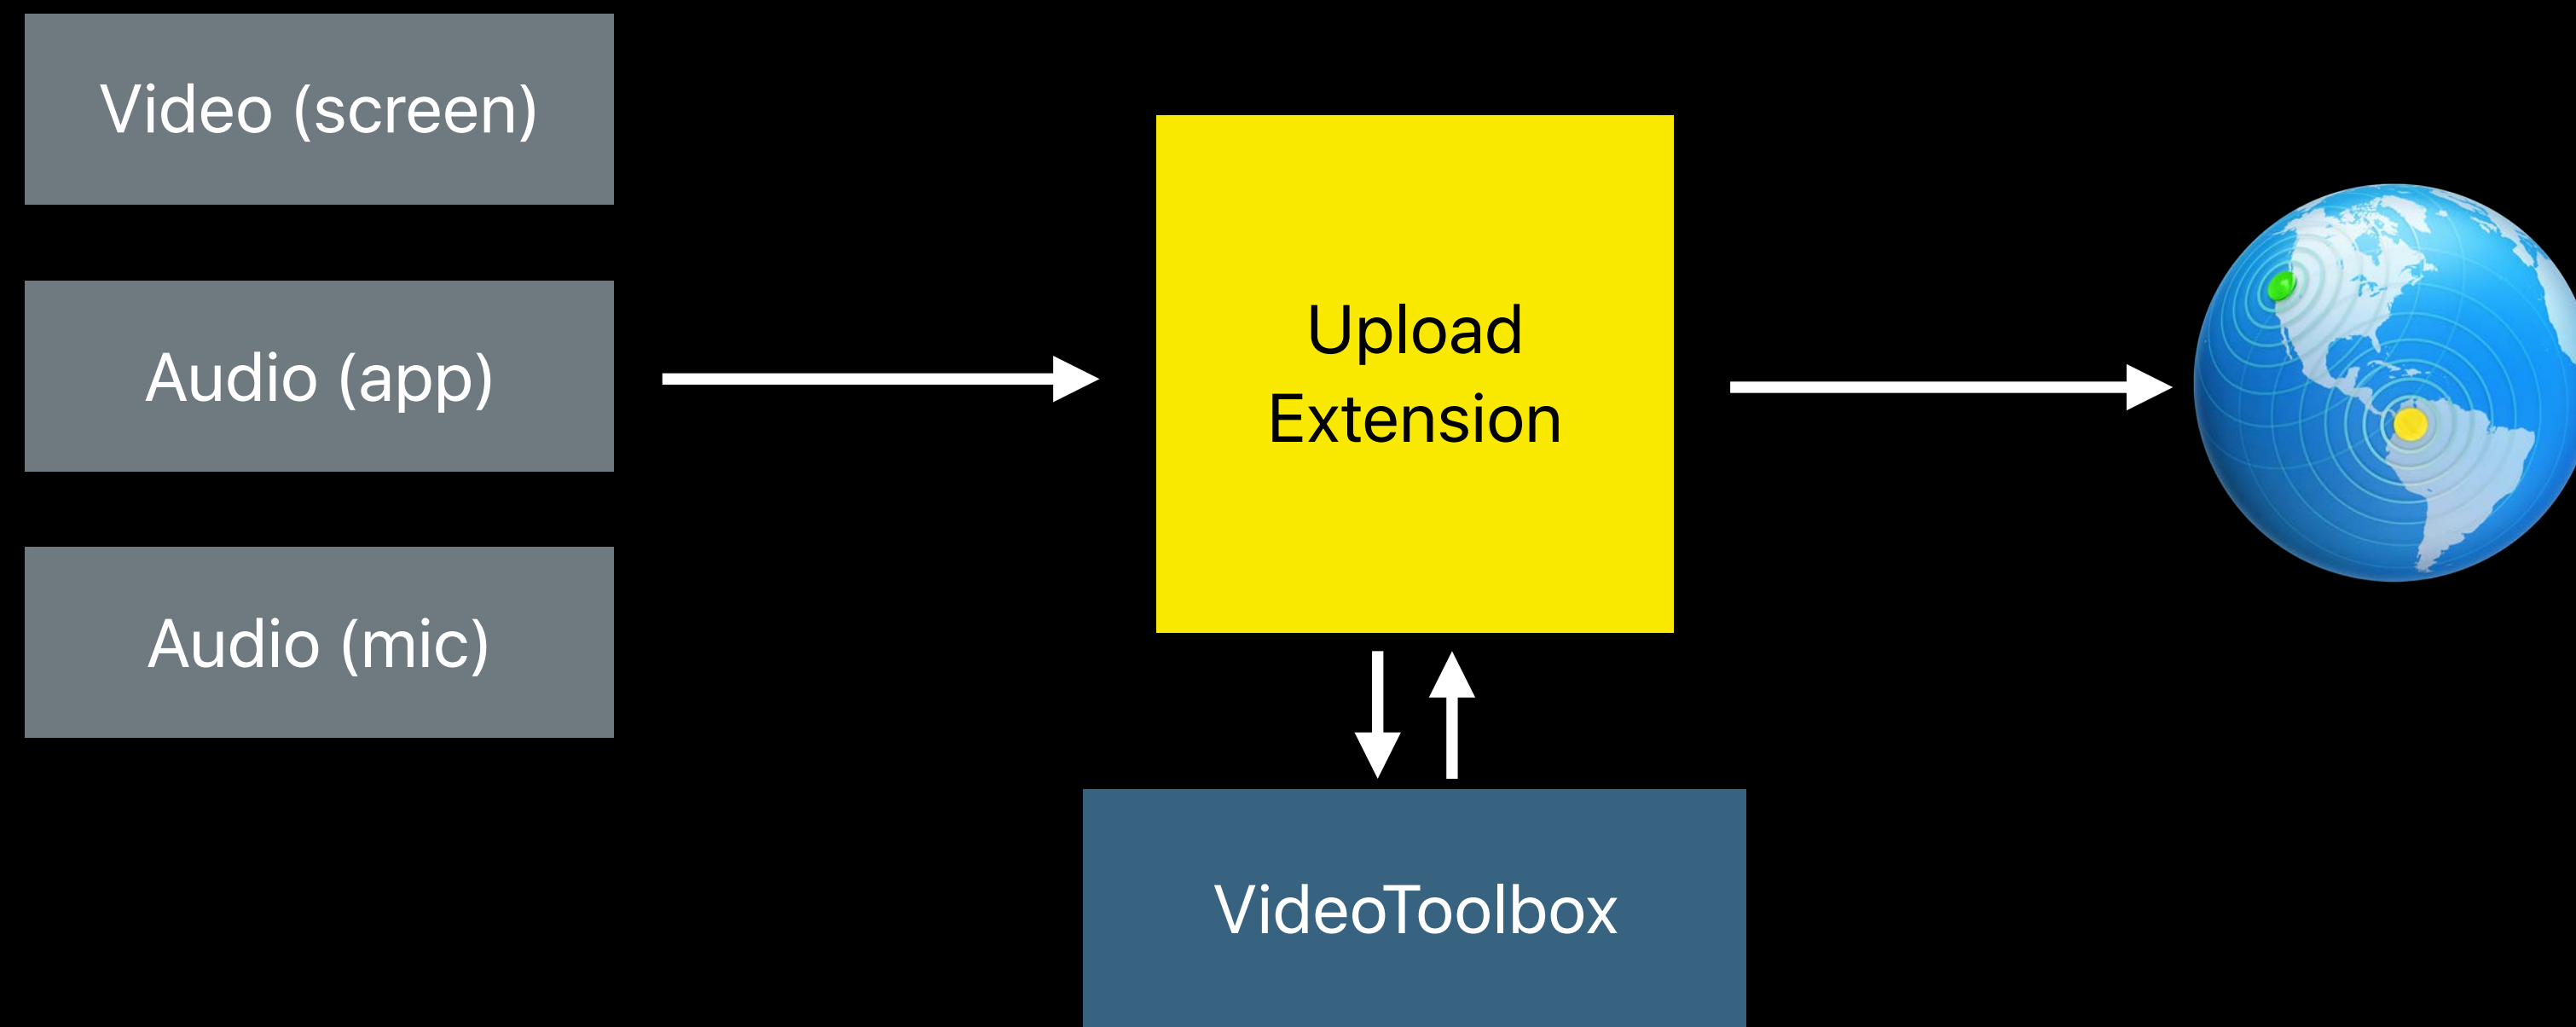 Video (screen)
Audio (app)
Audio (mic)
Upload
Extension
VideoToolbox